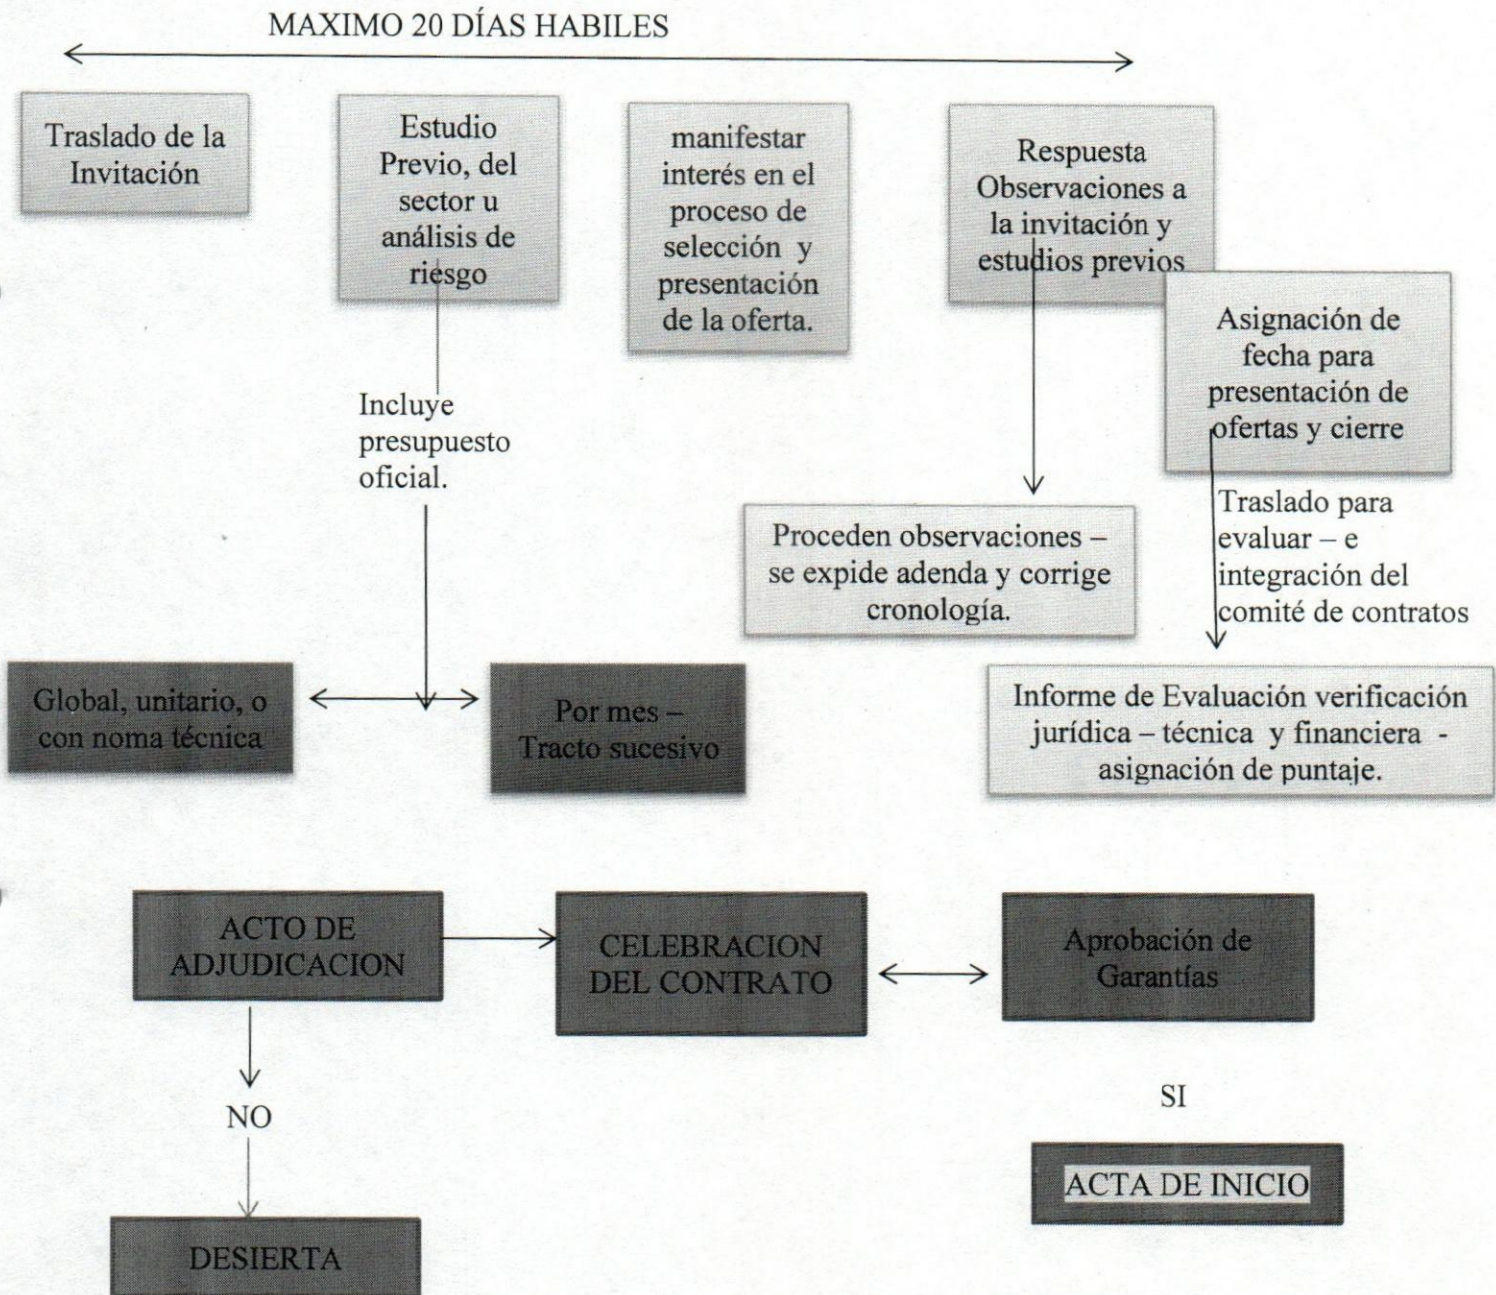 MAXIMO 20 DÍAS HABILES
Traslado de la
Invitación
Estudio
Previo, del
sector u
análisis de
riesgo
manifestar
interés en el
proceso de
selección y
presentación
de la oferta.
Respuesta
Observaciones a
la invitación y
estudios previos
Asignación de
fecha para
presentación de
ofertas y cierre
Incluye
presupuesto
oficial.
Proceden observaciones –
se expide adenda y corrige
cronología.
Traslado para
evaluar – e
integración del
comité de contratos
Global, unitario, o
con noma técnica
Por mes –
Tracto sucesivo
Informe de Evaluación verificación
jurídica – técnica y financiera -
asignación de puntaje.
ACTO DE
ADJUDICACION
CELEBRACION
DEL CONTRATO
Aprobación de
Garantías
NO
SI
ACTA DE INICIO
DESIERTA